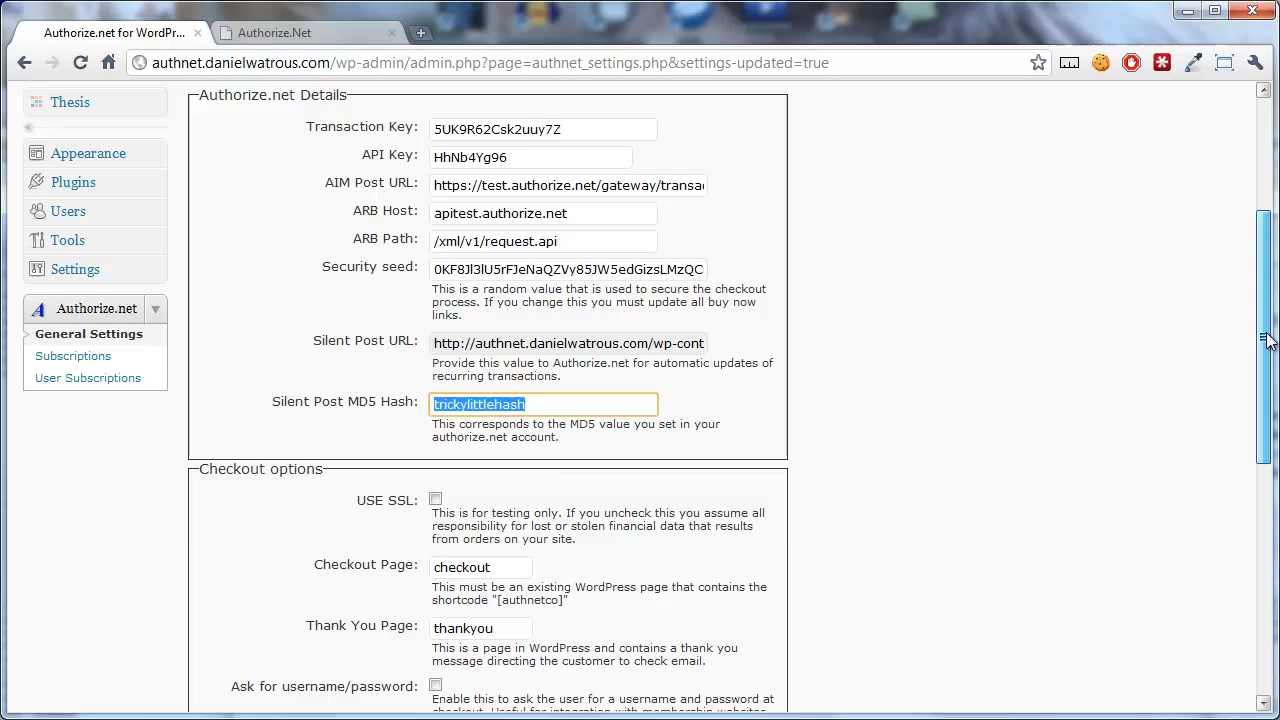 Authorize.net for WordPr...
Authorize.Net
authnet.danielwatrous.com/wp-admin/admin.php?page=authnet_settings.php&settings-updated=true
Thesis
Appearance
Plugins
Users
Tools
Settings
Authorize.net
General Settings
Subscriptions
User Subscriptions
Authorize.net Details
Transaction Key: 5UK9R62Csk2uuy7Z
API Key: HhNb4Yg96
AIM Post URL: https://test.authorize.net/gateway/transac
ARB Host: apitest.authorize.net
ARB Path: /xml/v1/request.api
Security seed: 0KF8Jl3lU5rFJeNaQZVy85JW5edGizsLMzQC
This is a random value that is used to secure the checkout
process. If you change this you must update all buy now
links.
Silent Post URL: http://authnet.danielwatrous.com/wp-cont
Provide this value to Authorize.net for automatic updates of
recurring transactions.
Silent Post MD5 Hash: trickylittlehash
This corresponds to the MD5 value you set in your
authorize.net account.
Checkout options
USE SSL:
This is for testing only. If you uncheck this you assume all
responsibility for lost or stolen financial data that results
from orders on your site.
Checkout Page: checkout
This must be an existing WordPress page that contains the
shortcode "[authnetco]"
Thank You Page: thankyou
This is a page in WordPress and contains a thank you
message directing the customer to check email.
Ask for username/password:
Enable this to ask the user for a username and password at
checkout. Useful for integration with membership websites